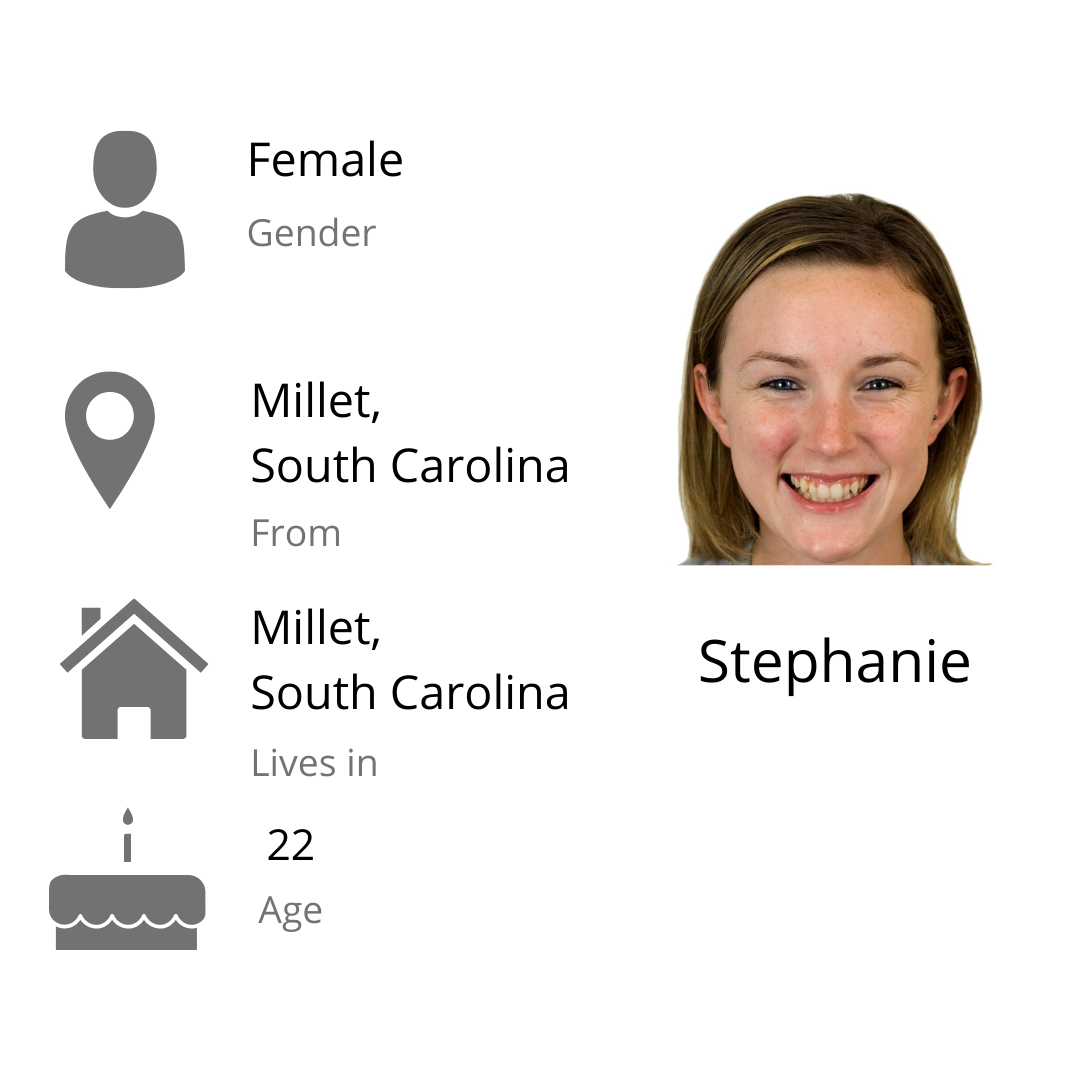 Female
Gender
Millet,
South Carolina
From
Millet,
South Carolina
Lives in
22
Age
Stephanie